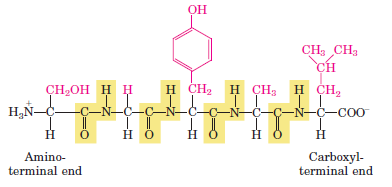 OH
CH₃ CH₃
CH
CH₂OH H H H CH₂ H CH₃ H CH₂
H₃N⁺—C—C—N—C—C—N—C—C—N—C—C—N—C—COO⁻
H O H O H O H O H
Amino-
terminal end
Carboxyl-
terminal end